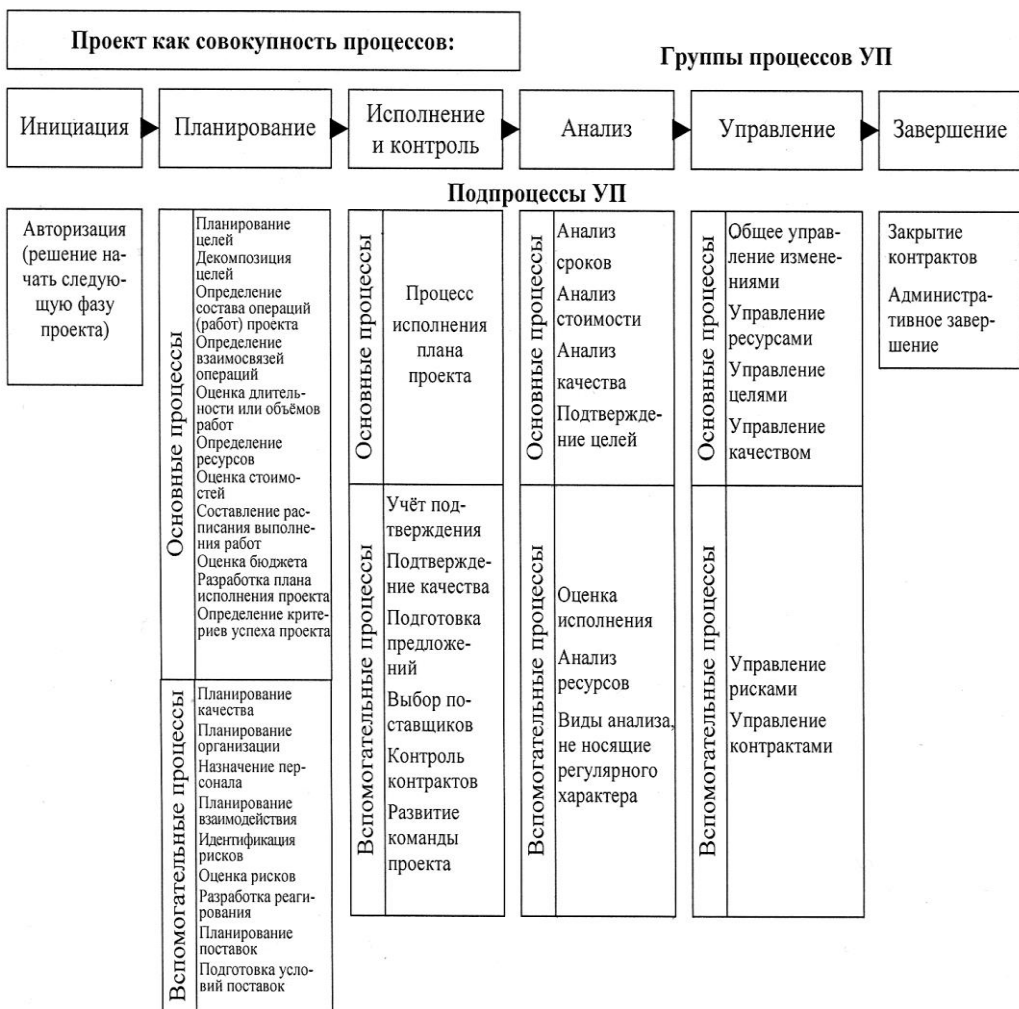 Проект как совокупность процессов:
Группы процессов УП
Инициация
Планирование
Исполнение
и контроль
Анализ
Управление
Завершение
Подпроцессы УП
Авторизация
(решение на-
чать следую-
щую фазу
проекта)
Основные процессы
Планирование
целей
Декомпозиция
целей
Определение
состава операций
(работ) проекта
Определение
взаимосвязей
операций
Оценка длитель-
ности или объёмов
работ
Определение
ресурсов
Оценка стоимо-
стей
Составление рас-
писания выполне-
ния работ
Оценка бюджета
Разработка плана
исполнения проекта
Определение крите-
риев успеха проекта
Вспомогательные процессы
Планирование
качества
Планирование
организации
Назначение пер-
сонала
Планирование
взаимодействия
Идентификация
рисков
Оценка рисков
Разработка реаги-
рования
Планирование
поставок
Подготовка усло-
вий поставок
Основные процессы
Процесс
исполнения
плана
проекта
Вспомогательные процессы
Учёт под-
тверждения
Подтвержде-
ние качества
Подготовка
предложе-
ний
Выбор по-
ставщиков
Контроль
контрактов
Развитие
команды
проекта
Основные процессы
Анализ
сроков
Анализ
стоимости
Анализ
качества
Подтвержде-
ние целей
Вспомогательные процессы
Оценка
исполнения
Анализ
ресурсов
Виды анализа,
не носящие
регулярного
характера
Основные процессы
Общее управ-
ление измене-
ниями
Управление
ресурсами
Управление
целями
Управление
качеством
Вспомогательные процессы
Управление
рисками
Управление
контрактами
Закрытие
контрактов
Администра-
тивное завер-
шение